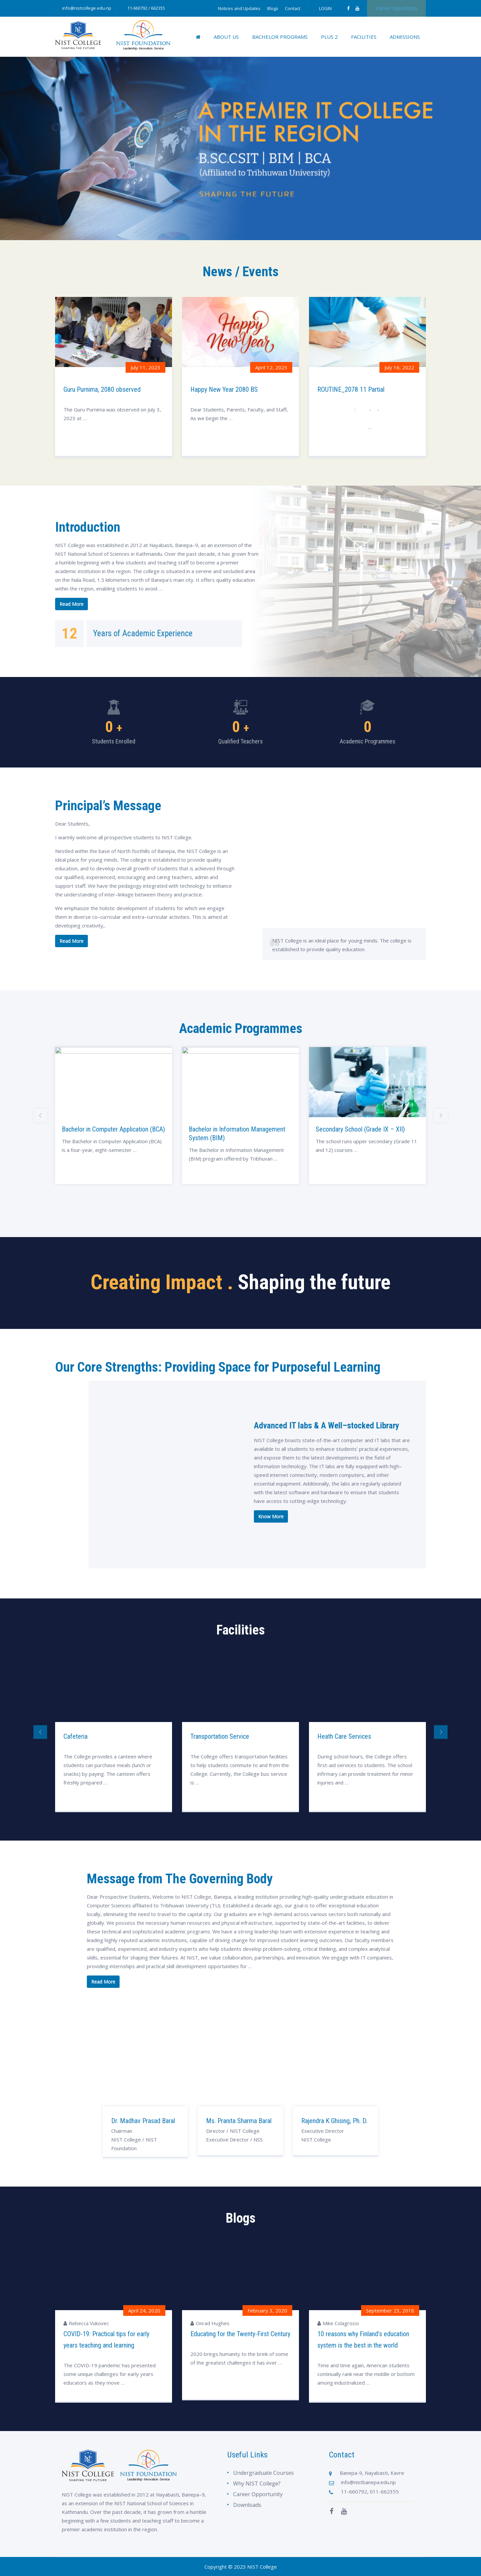 info@nistcollege.edu.np
11-660792 / 662355
Notices and Updates
Blogs
Contact
LOGIN
NIST COLLEGE
NIST FOUNDATION
Leadership. Innovation. Service
ABOUT US
BACHELOR PROGRAMS
PLUS 2
FACILITIES
ADMISSIONS
A PREMIER IT COLLEGE
IN THE REGION
B.SC.CSIT | BIM | BCA
(Affiliated to Tribhuwan University)
SHAPING THE FUTURE
News / Events
July 11, 2023
Guru Purnima, 2080 observed
The Guru Purnima was observed on July 3,
2023 at …
Happy
New Year
April 12, 2023
Happy New Year 2080 BS
Dear Students, Parents, Faculty, and Staff,
As we begin the …
July 16, 2022
ROUTINE_2078 11 Partial
Introduction
NIST College was established in 2012 at Nayabasti, Banepa-9, as an extension of the
NIST National School of Sciences in Kathmandu. Over the past decade, it has grown from
a humble beginning with a few students and teaching staff to become a premier
academic institution in the region. The college is situated in a serene and secluded area
on the Nala Road, 1.5 kilometers north of Banepa's main city. It offers quality education
within the region, enabling students to avoid …
Read More
12
Years of Academic Experience
0 +
Students Enrolled
0 +
Qualified Teachers
0
Academic Programmes
Principal's Message
Dear Students,
I warmly welcome all prospective students to NIST College.
Nestled within the base of North foothills of Banepa, the NIST College is an
ideal place for young minds. The college is established to provide quality
education, and to develop overall growth of students that is achieved through
our qualified, experienced, encouraging and caring teachers, admin and
support staff. We have the pedagogy integrated with technology to enhance
the understanding of inter-linkage between theory and practice.
We emphasize holistic development of students for which we engage
them in diverse co-curricular and extra-curricular activities. This is aimed at
developing creativity,.
Read More
NIST College is an ideal place for young minds. The college is
established to provide quality education.
Academic Programmes
Bachelor in Computer Application (BCA)
The Bachelor in Computer Application (BCA)
is a four-year, eight-semester …
Bachelor in Information Management
System (BIM)
The Bachelor in Information Management
(BIM) program offered by Tribhuvan …
Secondary School (Grade IX – XII)
The school runs upper secondary (Grade 11
and 12) courses …
Creating Impact . Shaping the future
Our Core Strengths: Providing Space for Purposeful Learning
Advanced IT labs & A Well-stocked Library
NIST College boasts state-of-the-art computer and IT labs that are
available to all students to enhance students' practical experiences,
and expose them to the latest developments in the field of
information technology. The IT labs are fully equipped with high-
speed internet connectivity, modern computers, and other
essential equipment. Additionally, the labs are regularly updated
with the latest software and hardware to ensure that students
have access to cutting-edge technology.
Know More
Facilities
Cafeteria
The College provides a canteen where
students can purchase meals (lunch or
snacks) by paying. The canteen offers
freshly prepared …
Transportation Service
The College offers transportation facilities
to help students commute to and from the
College. Currently, the College bus service
is …
Heath Care Services
During school hours, the College offers
first-aid services to students. The school
infirmary can provide treatment for minor
injuries and …
Message from The Governing Body
Dear Prospective Students, Welcome to NIST College, Banepa, a leading institution providing high-quality undergraduate education in
Computer Sciences affiliated to Tribhuvan University (TU). Established a decade ago, our goal is to offer exceptional education
locally, eliminating the need to travel to the capital city. Our graduates are in high demand across various sectors both nationally and
globally. We possess the necessary human resources and physical infrastructure, supported by state-of-the-art facilities, to deliver
these technical and sophisticated academic programs. We have a strong learning experience intertwined with extensive experience in teaching and
leading highly reputed academic institutions, capable of driving change for improved student learning outcomes. Our faculty members
are qualified, experienced, and industry experts who help students develop problem-solving, critical thinking, and complex analytical
skills, essential for shaping their futures. At NIST, we value collaboration, partnerships, and innovation. We engage with IT companies,
providing internships and practical skill development opportunities for …
Read More
Dr. Madhav Prasad Baral
Chairman
NIST College / NIST
Foundation
Ms. Pranita Sharma Baral
Director / NIST College
Executive Director / NSS
Rajendra K Ghising, Ph. D.
Executive Director
NIST College
Blogs
April 24, 2020
Rebecca Vukovic
COVID-19: Practical tips for early
years teaching and learning
The COVID-19 pandemic has presented
some unique challenges for early years
educators as they move …
February 3, 2020
Conrad Hughes
Educating for the Twenty-First Century
2020 brings humanity to the brink of some
of the greatest challenges it has ever …
September 23, 2018
Mike Colagrossi
10 reasons why Finland's education
system is the best in the world
Time and time again, American students
continually rank near the middle or bottom
among industrialized …
NIST COLLEGE
NIST FOUNDATION
Leadership. Innovation. Service
NIST College was established in 2012 at Nayabasti, Banepa-9,
as an extension of the NIST National School of Sciences in
Kathmandu. Over the past decade, it has grown from a humble
beginning with a few students and teaching staff to become a
premier academic institution in the region.
Useful Links
Undergraduate Courses
Why NIST College?
Career Opportunity
Downloads
Contact
Banepa-9, Nayabasti, Kavre
info@nistbanepa.edu.np
11-660792, 011-662355
Copyright © 2023 NIST College